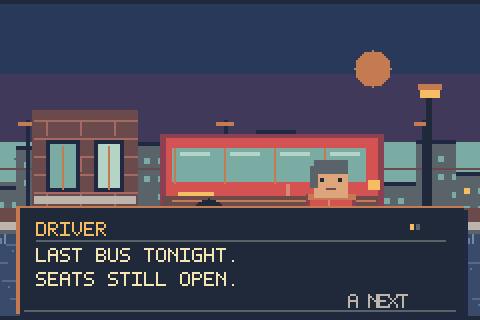 DRIVER
LAST BUS TONIGHT.
SEATS STILL OPEN.
A NEXT